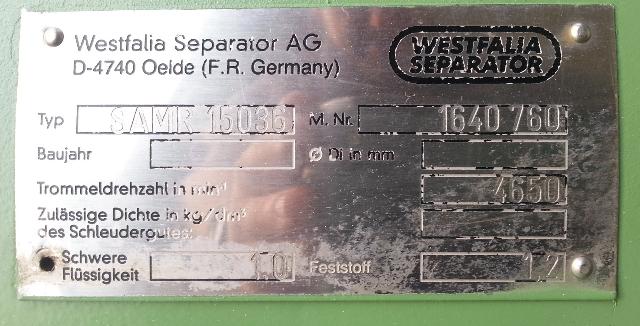 Westfalia Separator AG
D-4740 Oelde (F.R. Germany)
WESTFALIA
SEPARATOR
Typ SAMR 15036 M. Nr. 1640 760
Baujahr Ø Di in mm
Trommeldrehzahl in min⁻¹ 4650
Zulässige Dichte in kg/dm³
des Schleudergutes:
Schwere
Flüssigkeit 1.0 Feststoff 1.2